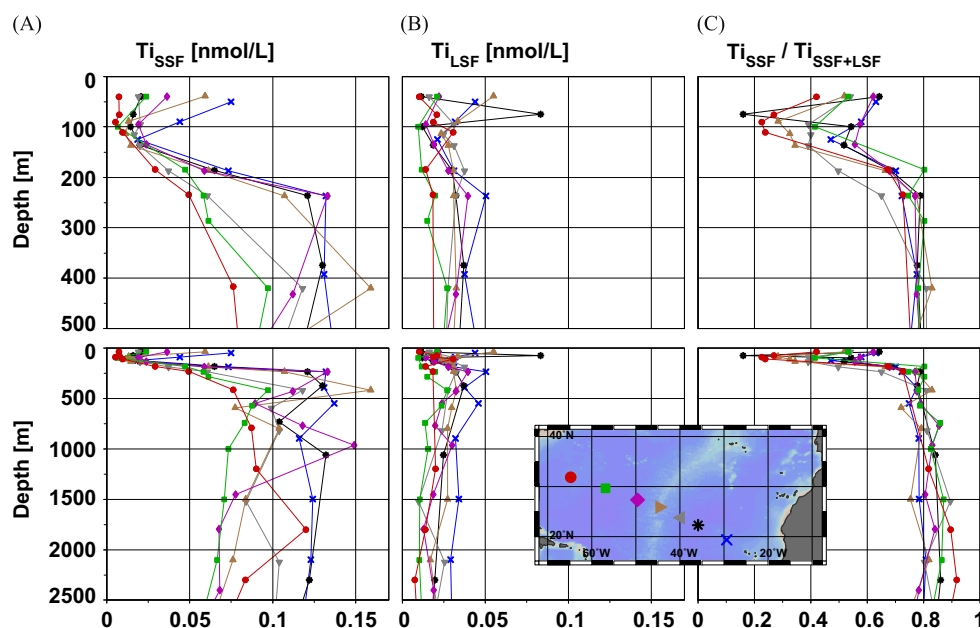 (A) (B) (C)
Ti_SSF [nmol/L] Ti_LSF [nmol/L] Ti_SSF / Ti_SSF+LSF
Depth [m]
0
100
200
300
400
500
Depth [m]
0
500
1000
1500
2000
2500
40°N
20°N
60°W 40°W 20°W
0 0.05 0.1 0.15 0 0.05 0.1 0.15 0 0.2 0.4 0.6 0.8 1